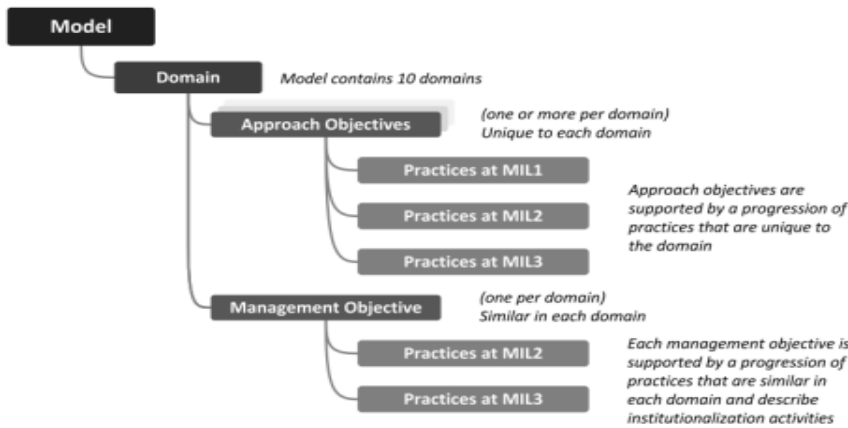 Model
Domain
Model contains 10 domains
Approach Objectives
(one or more per domain)
Unique to each domain
Practices at MIL1
Practices at MIL2
Practices at MIL3
Approach objectives are
supported by a progression of
practices that are unique to
the domain
Management Objective
(one per domain)
Similar in each domain
Practices at MIL2
Practices at MIL3
Each management objective is
supported by a progression of
practices that are similar in
each domain and describe
institutionalization activities